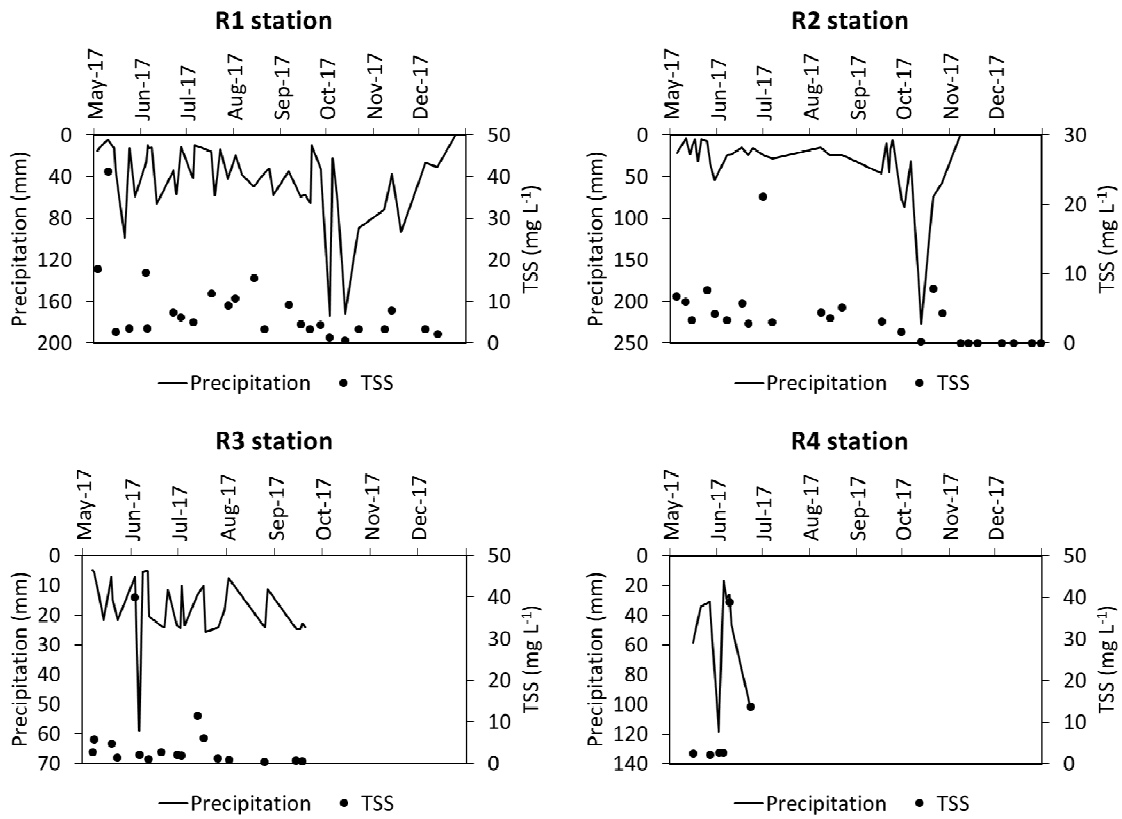 R1 station
May-17 Jun-17 Jul-17 Aug-17 Sep-17 Oct-17 Nov-17 Dec-17
Precipitation (mm)
0
40
80
120
160
200
50
40
30
20
10
0
TSS (mg L-1)
Precipitation TSS
R2 station
May-17 Jun-17 Jul-17 Aug-17 Sep-17 Oct-17 Nov-17 Dec-17
Precipitation (mm)
0
50
100
150
200
250
30
20
10
0
TSS (mg L-1)
Precipitation TSS
R3 station
May-17 Jun-17 Jul-17 Aug-17 Sep-17 Oct-17 Nov-17 Dec-17
Precipitation (mm)
0
10
20
30
40
50
60
70
50
40
30
20
10
0
TSS (mg L-1)
Precipitation TSS
R4 station
May-17 Jun-17 Jul-17 Aug-17 Sep-17 Oct-17 Nov-17 Dec-17
Precipitation (mm)
0
20
40
60
80
100
120
140
50
40
30
20
10
0
TSS (mg L-1)
Precipitation TSS